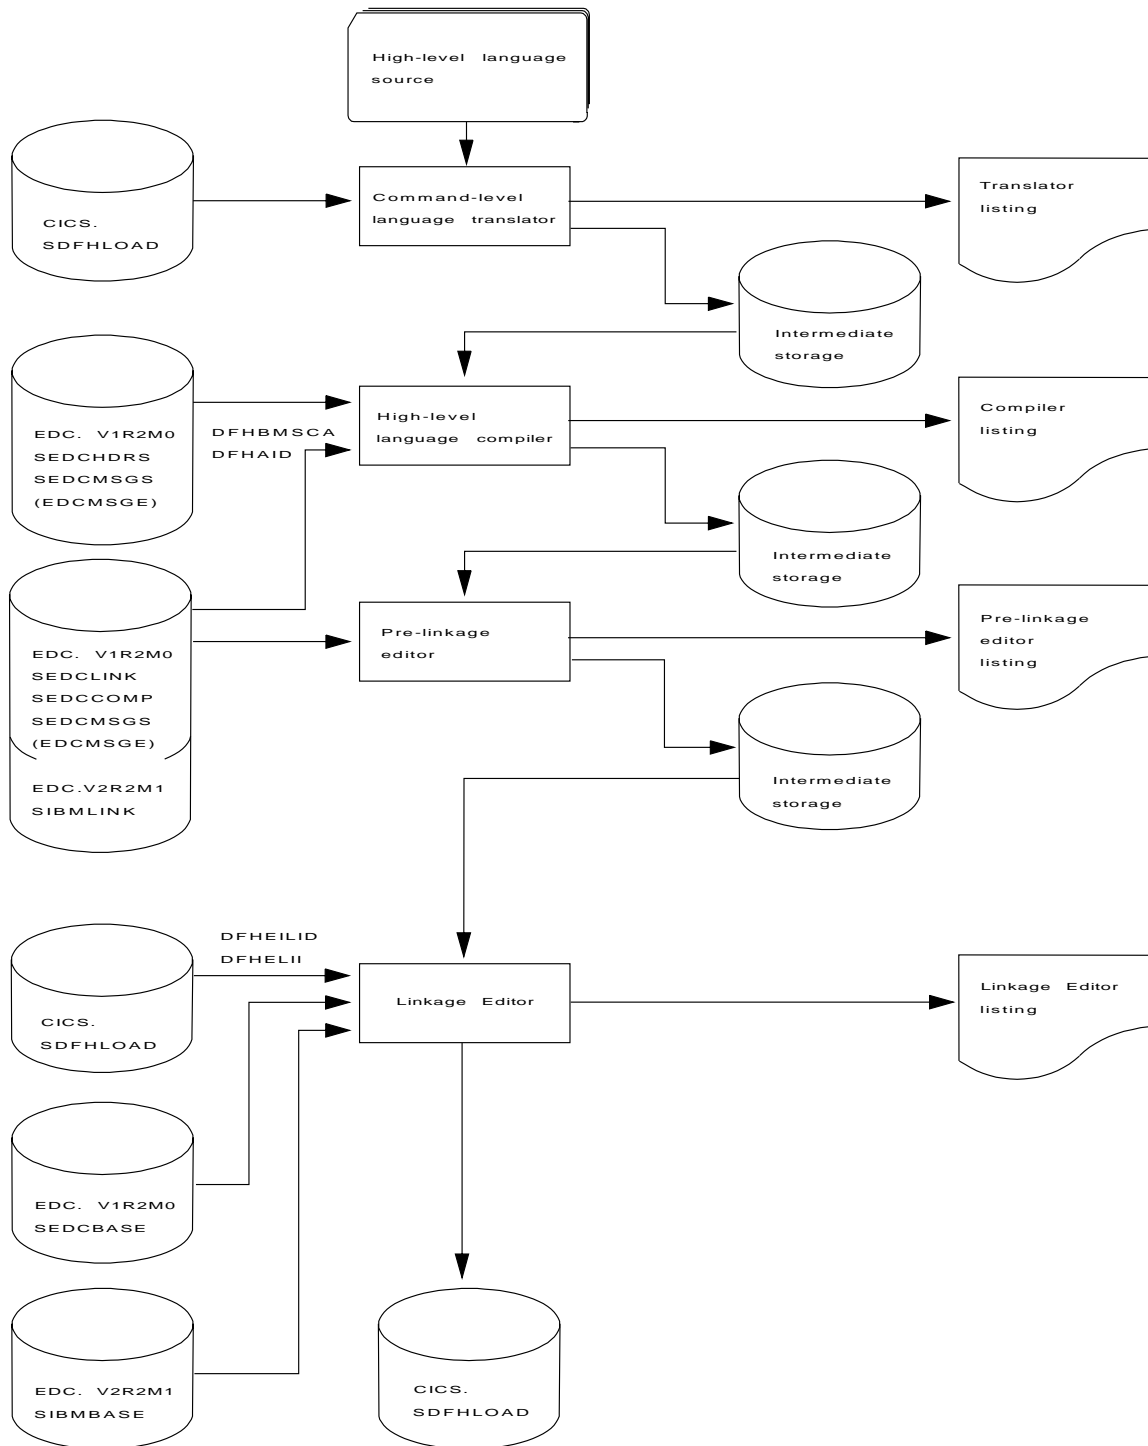 High-level language
source
Command-level
language translator
Translator
listing
CICS.
SDFHLOAD
Intermediate
storage
EDC. V1R2M0
SEDCHDRS
SEDCMSGS
(EDCMSGE)
DFHBMSCA
DFHAID
High-level
language compiler
Compiler
listing
Intermediate
storage
EDC. V1R2M0
SEDCLINK
SEDCCOMP
SEDCMSGS
(EDCMSGE)
EDC.V2R2M1
SIBMLINK
Pre-linkage
editor
Pre-linkage
editor
listing
Intermediate
storage
DFHEILID
DFHELII
CICS.
SDFHLOAD
Linkage Editor
Linkage Editor
listing
EDC. V1R2M0
SEDCBASE
EDC. V2R2M1
SIBMBASE
CICS.
SDFHLOAD